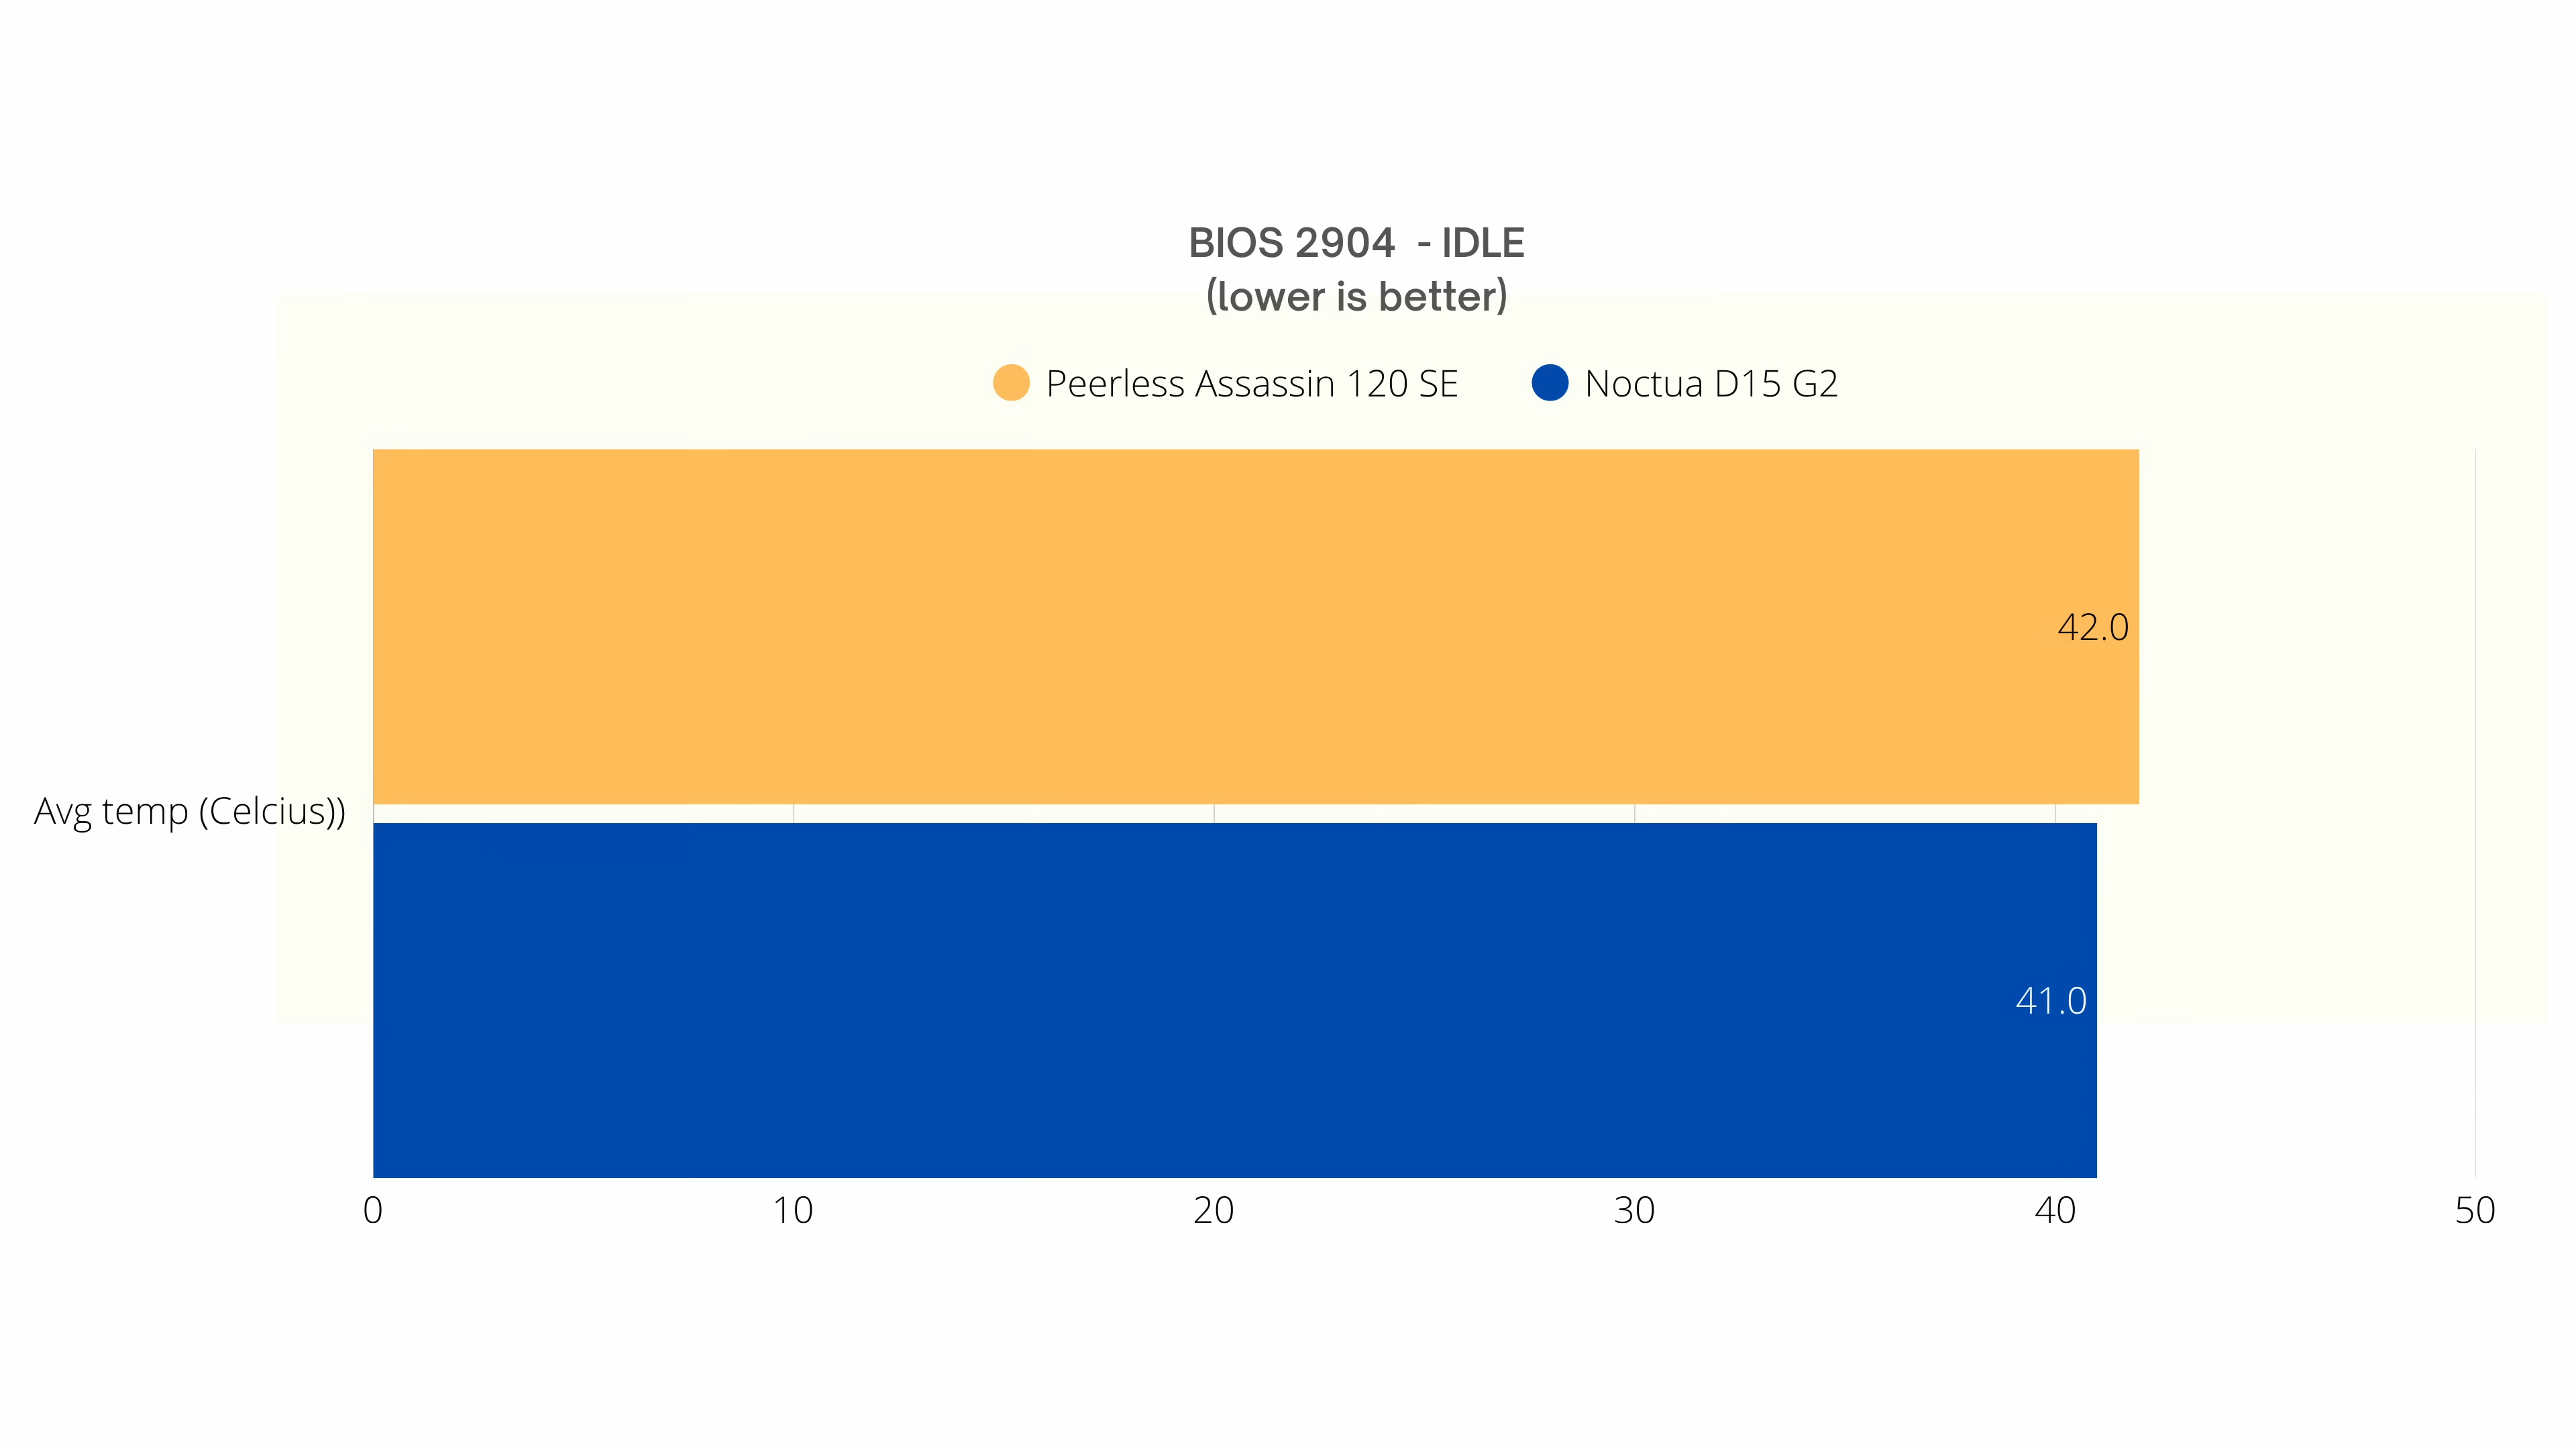 BIOS 2904  - IDLE
(lower is better)
Peerless Assassin 120 SE
Noctua D15 G2
42.0
Avg temp (Celcius))
41.0
0 10 20 30 40 50